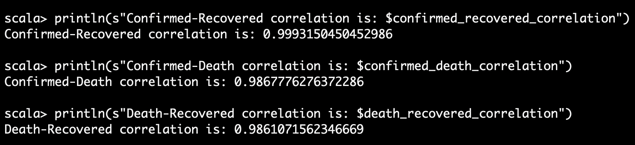 scala> println(s"Confirmed-Recovered correlation is: $confirmed_recovered_correlation")
Confirmed-Recovered correlation is: 0.9993150450452986
scala> println(s"Confirmed-Death correlation is: $confirmed_death_correlation")
Confirmed-Death correlation is: 0.9867776276372286
scala> println(s"Death-Recovered correlation is: $death_recovered_correlation")
Death-Recovered correlation is: 0.9861071562346669